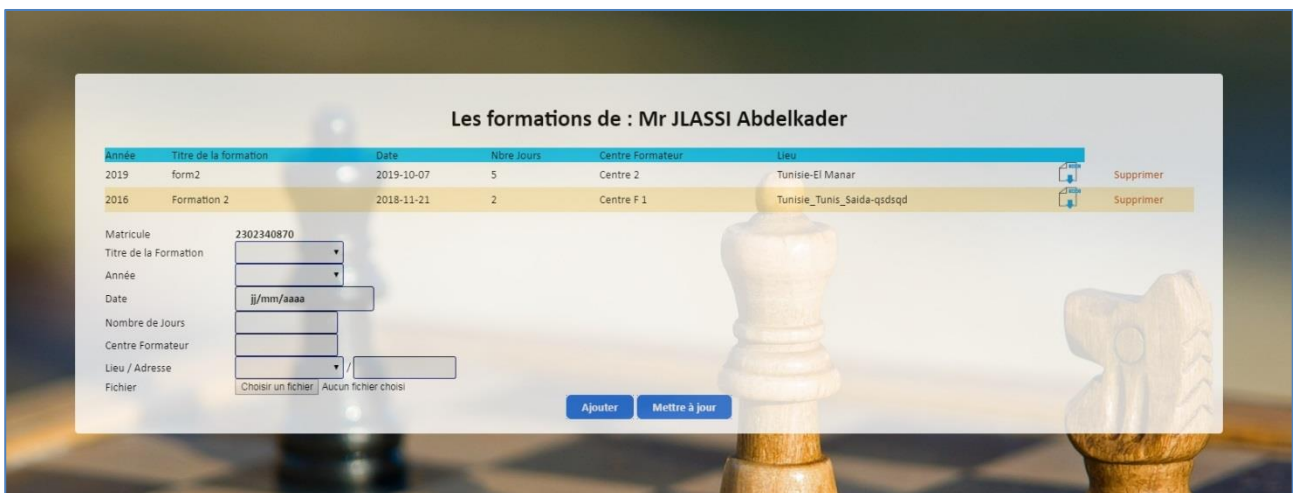 Les formations de : Mr JLASSI Abdelkader
Année Titre de la formation Date Nbre Jours Centre Formateur Lieu
2019 form2 2019-10-07 5 Centre 2 Tunisie-El Manar Supprimer
2016 Formation 2 2018-11-21 2 Centre F 1 Tunisie_Tunis_Saida-qsdsqd Supprimer
Matricule 2302340870
Titre de la Formation
Année
Date jj/mm/aaaa
Nombre de Jours
Centre Formateur
Lieu / Adresse /
Fichier Choisir un fichier Aucun fichier choisi
Ajouter Mettre à jour